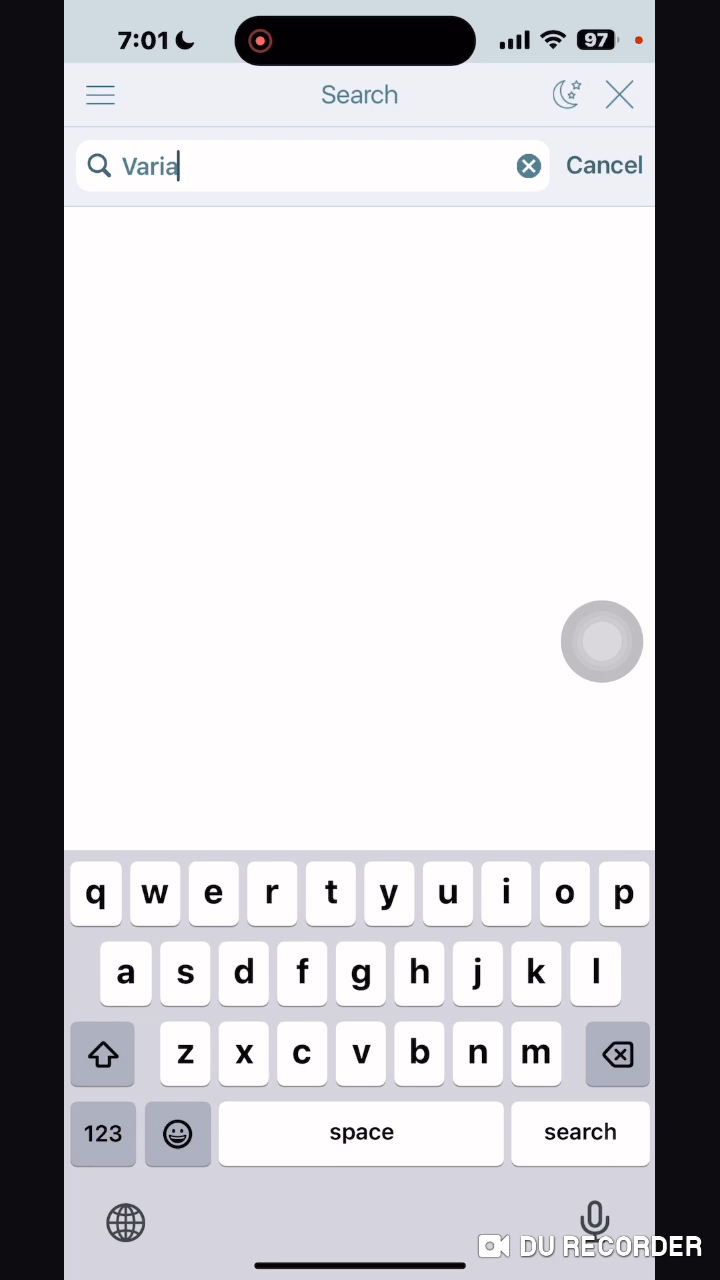 7:01
97
Search
Varia
Cancel
q w e r t y u i o p
a s d f g h j k l
z x c v b n m
123 space search
DU RECORDER